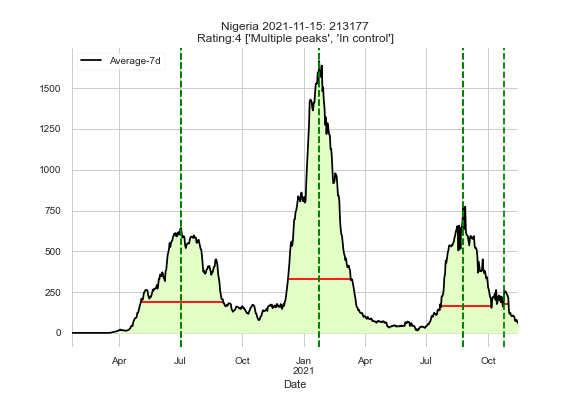 Nigeria 2021-11-15: 213177
Rating:4 ['Multiple peaks', 'In control']
Average-7d
1500
1250
1000
750
500
250
0
Apr Jul Oct Jan Apr Jul Oct
2021
Date